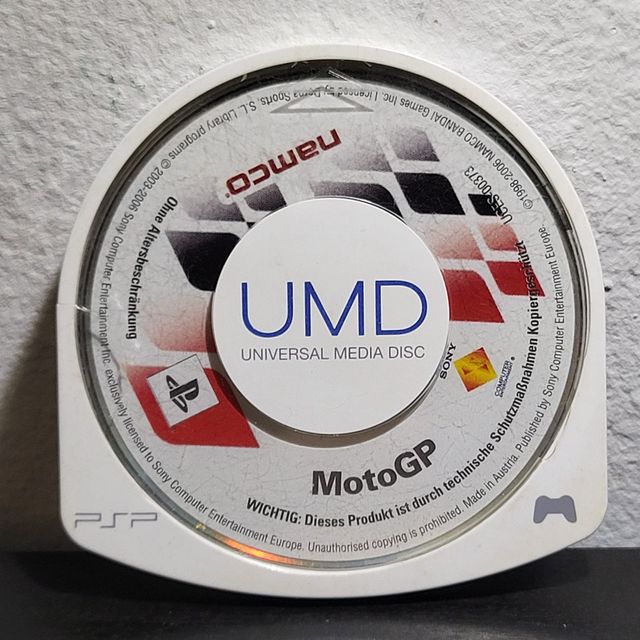 namco
©1998-2006 NAMCO BANDAI Games Inc. Licensed by Dorna Sports, S.L. Library programs © 2003-2006 Sony Computer Entertainment Inc. exclusively licensed to Sony Computer Entertainment Europe. Unauthorised copying is prohibited. Made in Austria. Published by Sony Computer Entertainment Europe.
UCES-00373
Ohne Altersbeschränkung
UMD
UNIVERSAL MEDIA DISC
SONY
COMPUTER
ENTERTAINMENT®
MotoGP
WICHTIG: Dieses Produkt ist durch technische Schutzmaßnahmen Kopiergeschützt
PSP